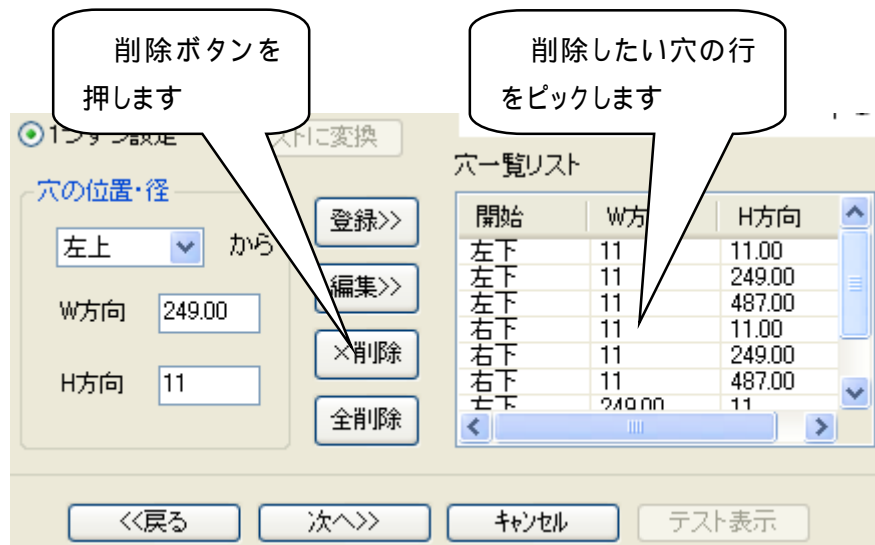 削除ボタンを
押します
削除したい穴の行
をピックします
に変換
穴一覧リスト
穴の位置・径
左上
から
W方向
249.00
H方向
11
登録>>
編集>>
×削除
全削除
開始 W方 H方向
左下 11 11.00
左下 11 249.00
左下 11 487.00
右下 11 11.00
右下 11 249.00
右下 11 487.00
左下 249.00 11
<<戻る
次へ>>
キャンセル
テスト表示